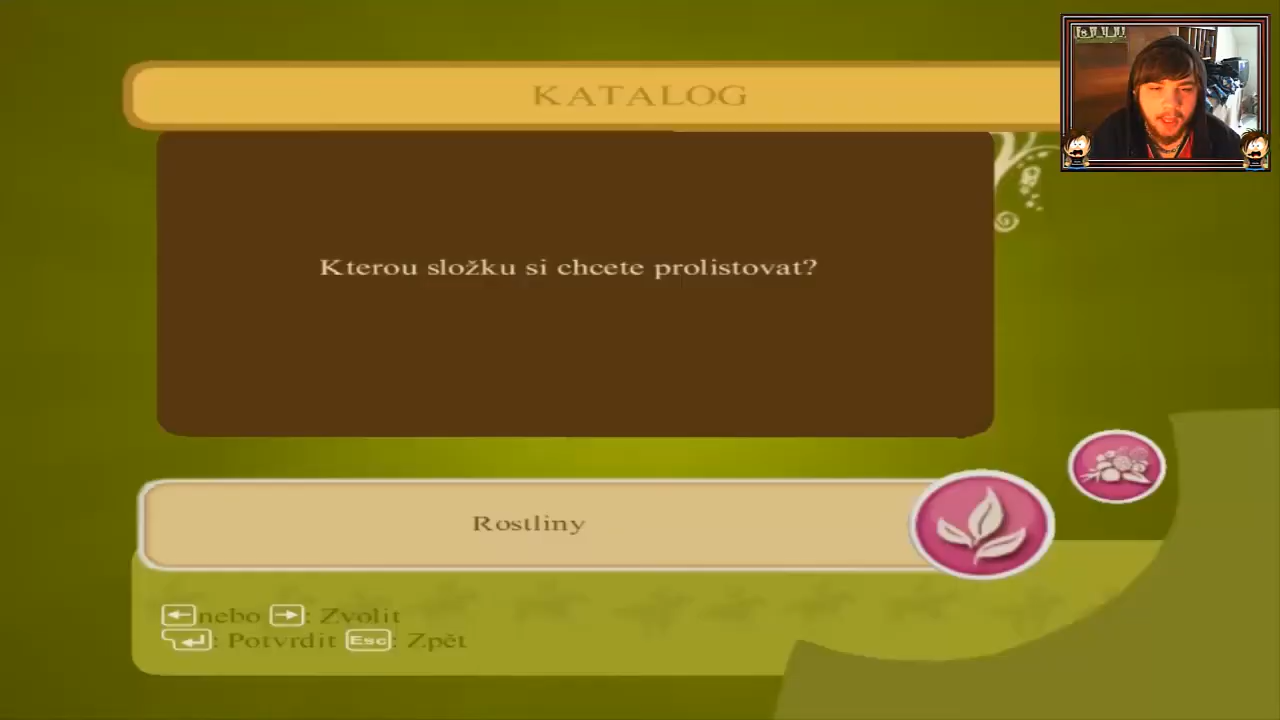 KATALOG
Kterou složku si chcete prolistovat?
Rostliny
nebo : Zvolit
: Potvrdit Esc: Zpět